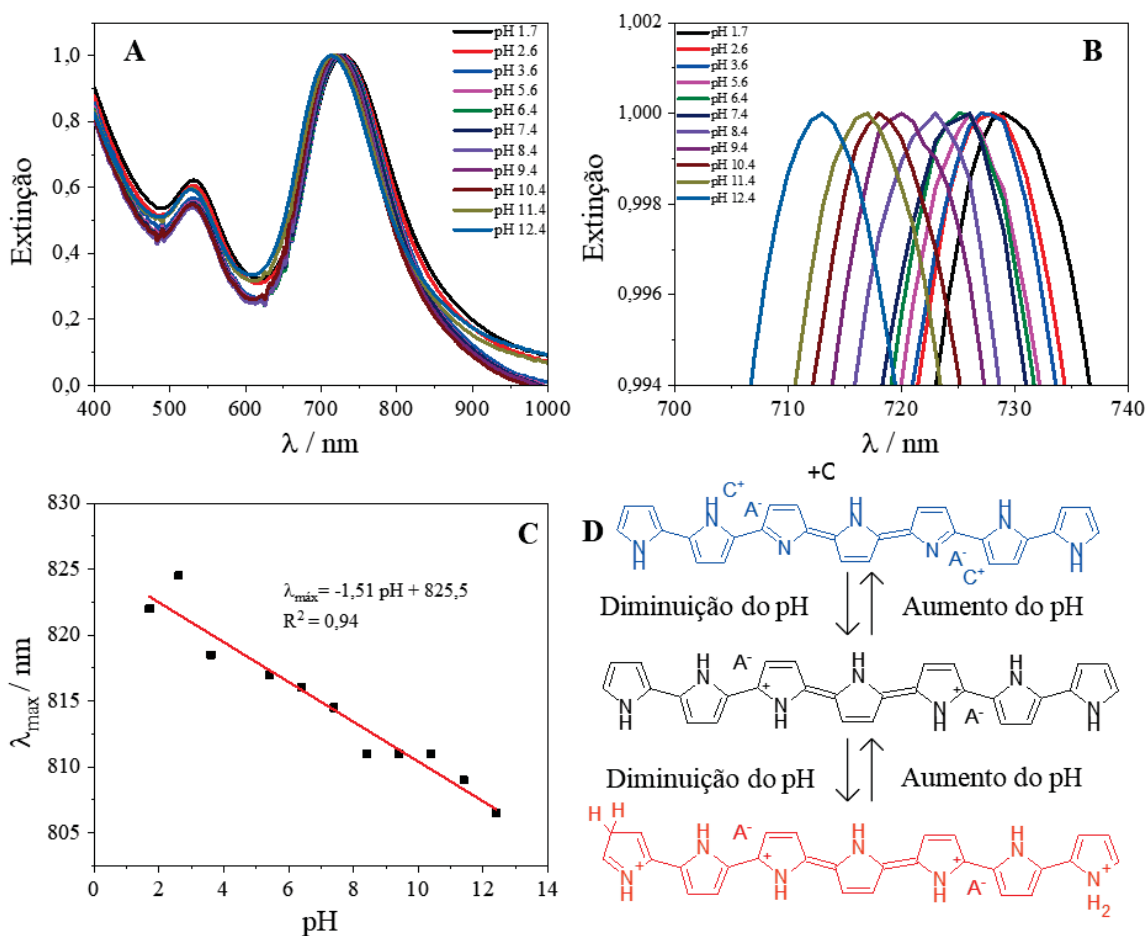 A
Extinção
1,0
0,8
0,6
0,4
0,2
0,0
400 500 600 700 800 900 1000
λ / nm
pH 1.7
pH 2.6
pH 3.6
pH 5.6
pH 6.4
pH 7.4
pH 8.4
pH 9.4
pH 10.4
pH 11.4
pH 12.4
B
Extinção
1,002
1,000
0,998
0,996
0,994
700 710 720 730 740
λ / nm
pH 1.7
pH 2.6
pH 3.6
pH 5.6
pH 6.4
pH 7.4
pH 8.4
pH 9.4
pH 10.4
pH 11.4
pH 12.4
C
λmax / nm
830
825
820
815
810
805
0 2 4 6 8 10 12 14
pH
λmáx= -1,51 pH + 825,5
R² = 0,94
D
+C
C⁺
A⁻
H
N
H
N
N
H
N
N
H
N
N
H
A⁻
C⁺
Diminuição do pH
Aumento do pH
A⁻
N
H
H
N
+
N
H
H
N
+
N
H
H
N
N
H
A⁻
Diminuição do pH
Aumento do pH
H H
A⁻
+
N
H
H
N
+
N
H
H
N
+
N
H
H
N
N⁺
H₂
A⁻